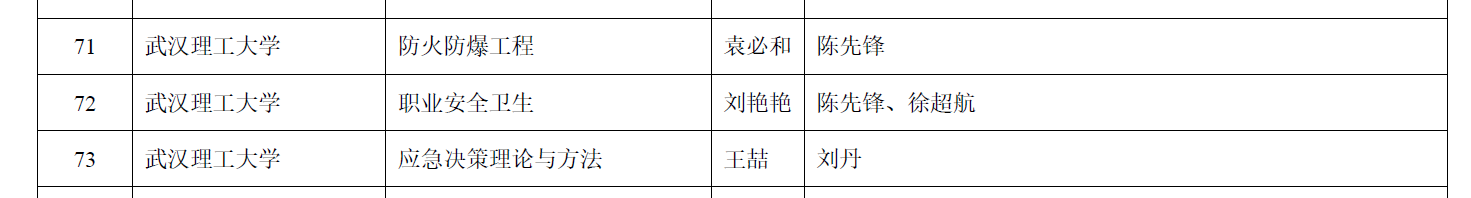 71 武汉理工大学 防火防爆工程 袁必和 陈先锋
72 武汉理工大学 职业安全卫生 刘艳艳 陈先锋、徐超航
73 武汉理工大学 应急决策理论与方法 王喆 刘丹